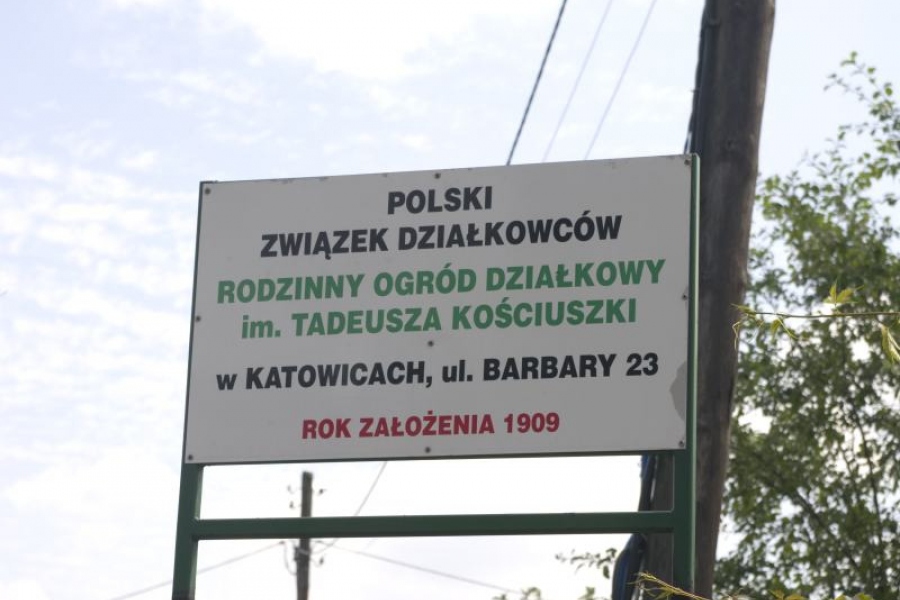 POLSKI
ZWIĄZEK DZIAŁKOWCÓW
RODZINNY OGRÓD DZIAŁKOWY
im. TADEUSZA KOŚCIUSZKI
w KATOWICACH, ul. BARBARY 23
ROK ZAŁOŻENIA 1909